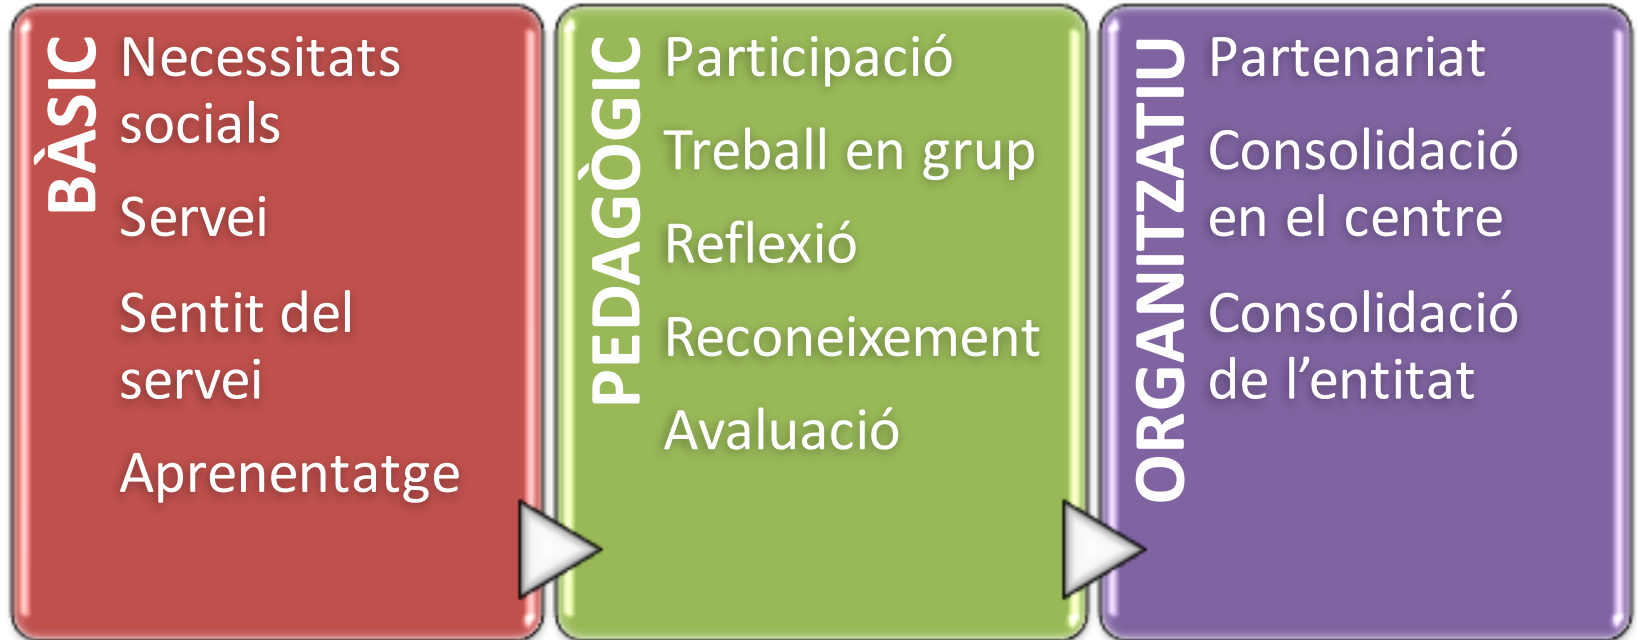 BÀSIC
Necessitats
socials
Servei
Sentit del
servei
Aprenentatge
PEDAGÒGIC
Participació
Treball en grup
Reflexió
Reconeixement
Avaluació
ORGANITZATIU
Partenariat
Consolidació
en el centre
Consolidació
de l’entitat